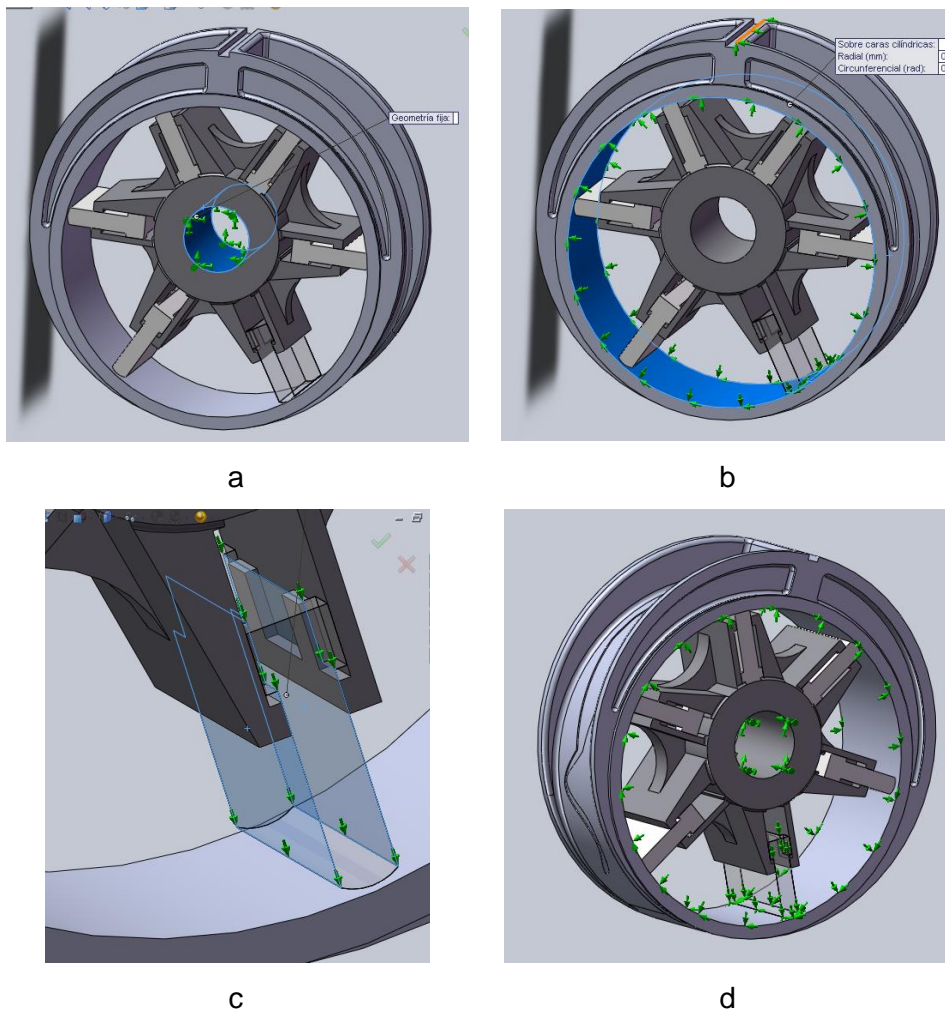 Geometría fija:
Sobre caras cilíndricas:
Radial (mm):
Circunferencial (rad):
a
b
c
d